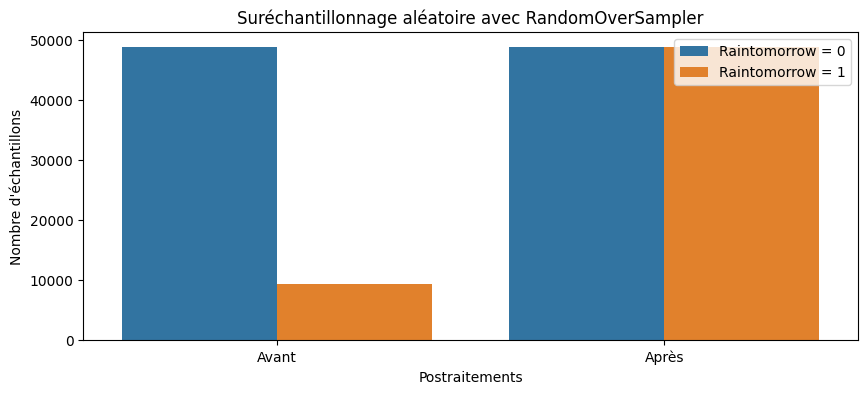 Suréchantillonnage aléatoire avec RandomOverSampler
Raintomorrow = 0
Raintomorrow = 1
50000
40000
30000
20000
10000
0
Nombre d'échantillons
Avant
Après
Postraitements